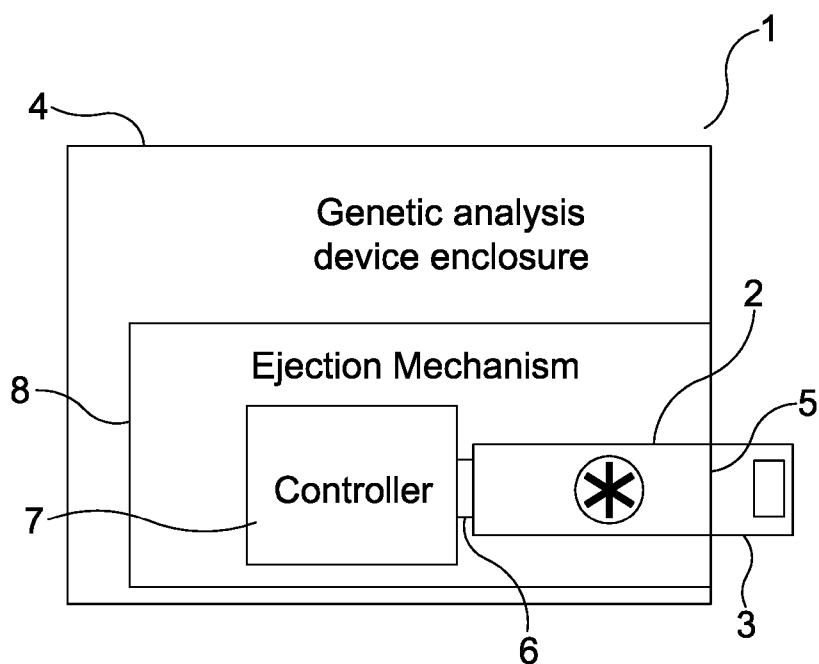 1
4
Genetic analysis
device enclosure
2
Ejection Mechanism
8
5
Controller
7
6
3